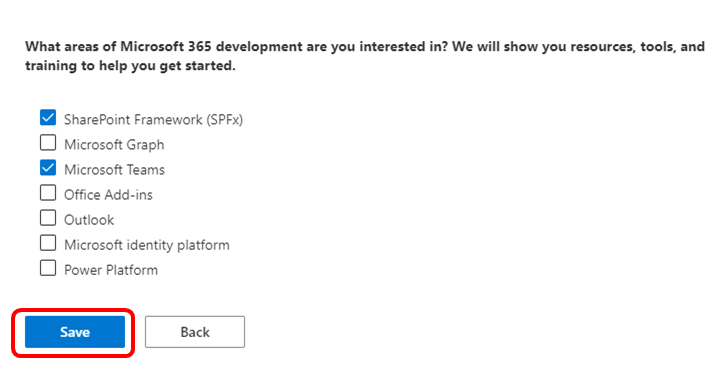 What areas of Microsoft 365 development are you interested in? We will show you resources, tools, and
training to help you get started.
SharePoint Framework (SPFx)
Microsoft Graph
Microsoft Teams
Office Add-ins
Outlook
Microsoft identity platform
Power Platform
Save
Back